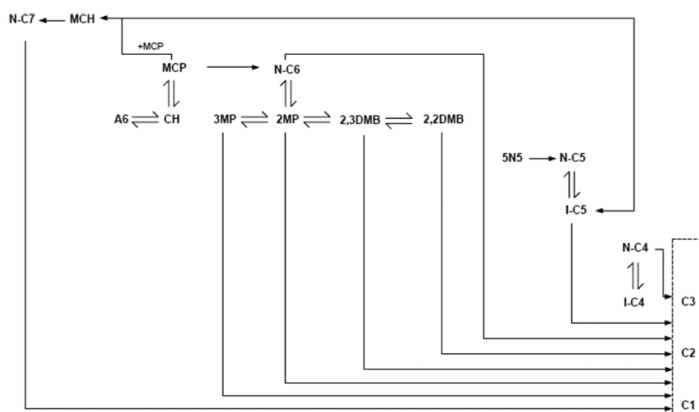 N-C7
MCH
+MCP
MCP
N-C6
A6
CH
3MP
2MP
2,3DMB
2,2DMB
5N5
N-C5
I-C5
N-C4
I-C4
C3
C2
C1